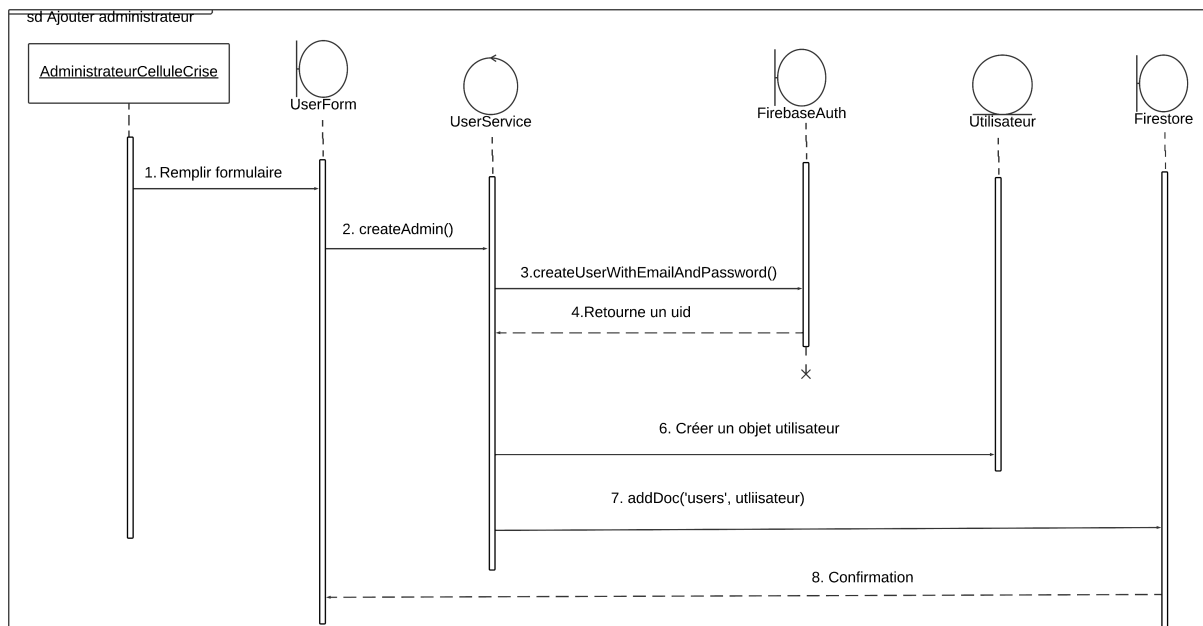 sd Ajouter administrateur
AdministrateurCelluleCrise
UserForm
UserService
FirebaseAuth
Utilisateur
Firestore
1. Remplir formulaire
2. createAdmin()
3.createUserWithEmailAndPassword()
4.Retourne un uid
6. Créer un objet utilisateur
7. addDoc('users', utliisateur)
8. Confirmation